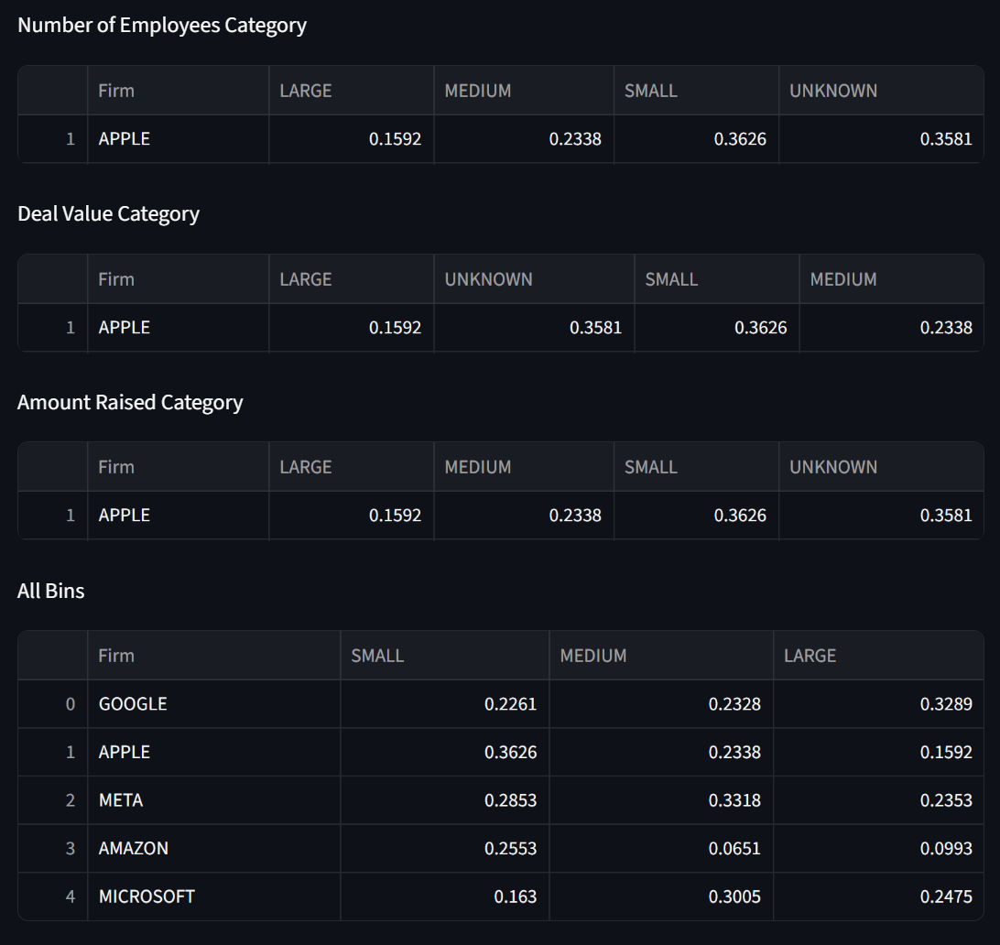 Number of Employees Category
Firm LARGE MEDIUM SMALL UNKNOWN
1 APPLE 0.1592 0.2338 0.3626 0.3581
Deal Value Category
Firm LARGE UNKNOWN SMALL MEDIUM
1 APPLE 0.1592 0.3581 0.3626 0.2338
Amount Raised Category
Firm LARGE MEDIUM SMALL UNKNOWN
1 APPLE 0.1592 0.2338 0.3626 0.3581
All Bins
Firm SMALL MEDIUM LARGE
0 GOOGLE 0.2261 0.2328 0.3289
1 APPLE 0.3626 0.2338 0.1592
2 META 0.2853 0.3318 0.2353
3 AMAZON 0.2553 0.0651 0.0993
4 MICROSOFT 0.163 0.3005 0.2475